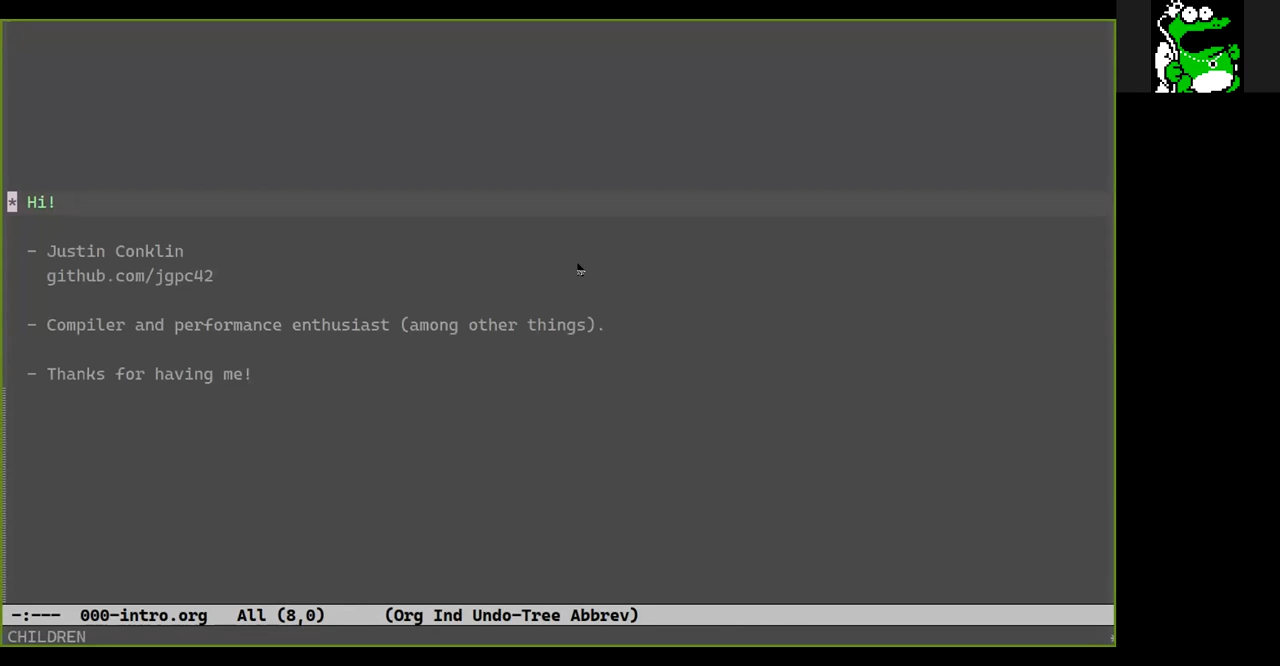 * Hi!
- Justin Conklin
github.com/jgpc42
- Compiler and performance enthusiast (among other things).
- Thanks for having me!
-:--- 000-intro.org All (8,0) (Org Ind Undo-Tree Abbrev)
CHILDREN